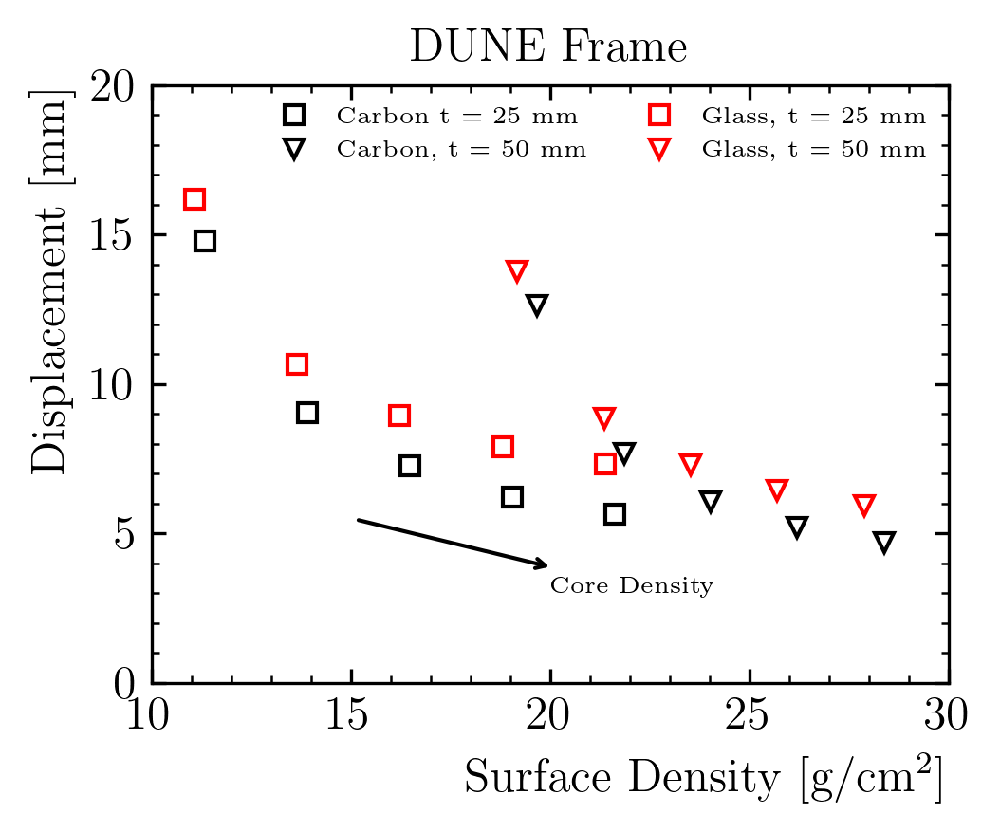 DUNE Frame
Displacement [mm]
20
15
10
5
0
Carbon t = 25 mm
Carbon, t = 50 mm
Glass, t = 25 mm
Glass, t = 50 mm
Core Density
10 15 20 25 30
Surface Density [g/cm²]